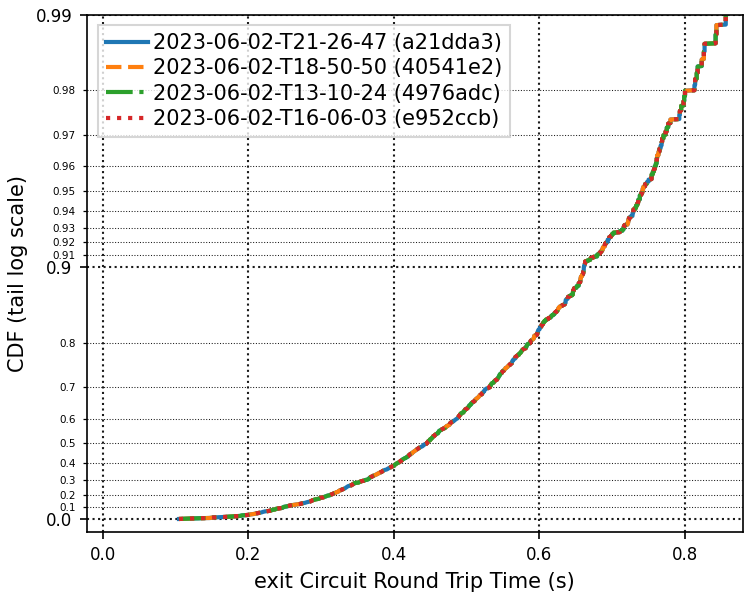 0.99
2023-06-02-T21-26-47 (a21dda3)
2023-06-02-T18-50-50 (40541e2)
2023-06-02-T13-10-24 (4976adc)
2023-06-02-T16-06-03 (e952ccb)
0.98
0.97
0.96
0.95
0.94
0.93
0.92
0.91
0.9
0.8
0.7
0.6
0.5
0.4
0.3
0.2
0.1
0.0
CDF (tail log scale)
0.0 0.2 0.4 0.6 0.8
exit Circuit Round Trip Time (s)